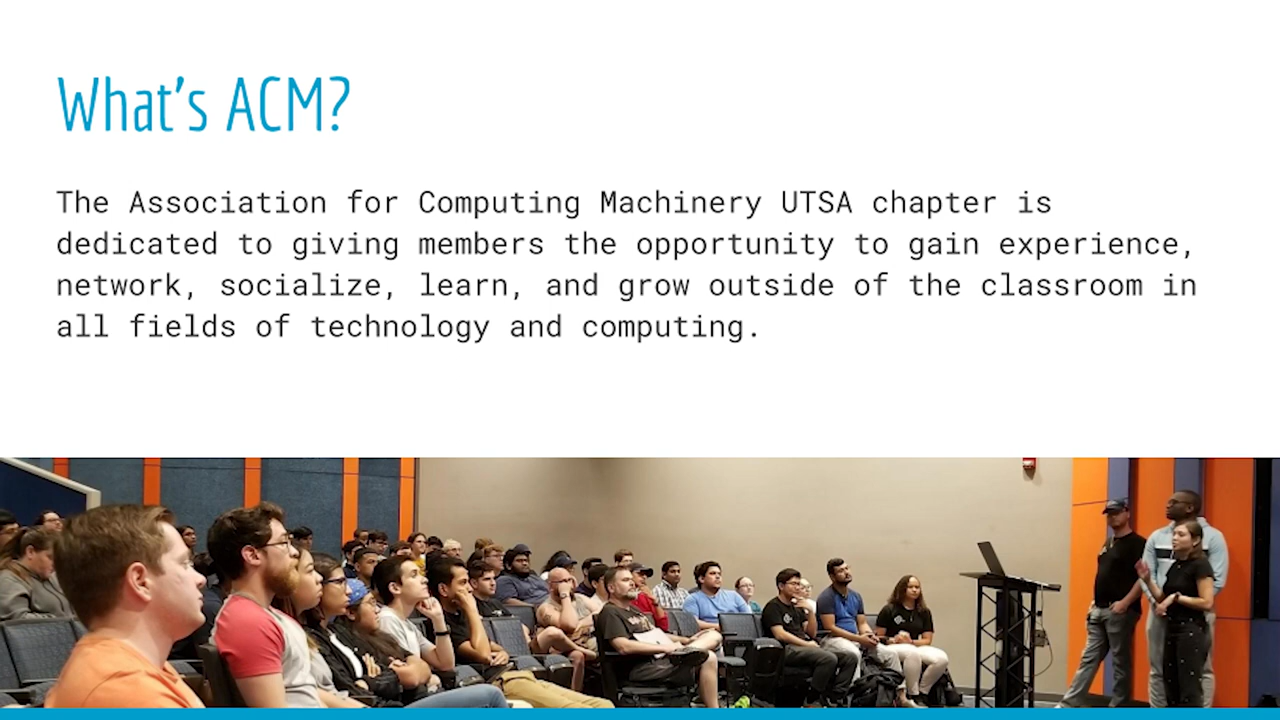 What's ACM?
The Association for Computing Machinery UTSA chapter is
dedicated to giving members the opportunity to gain experience,
network, socialize, learn, and grow outside of the classroom in
all fields of technology and computing.